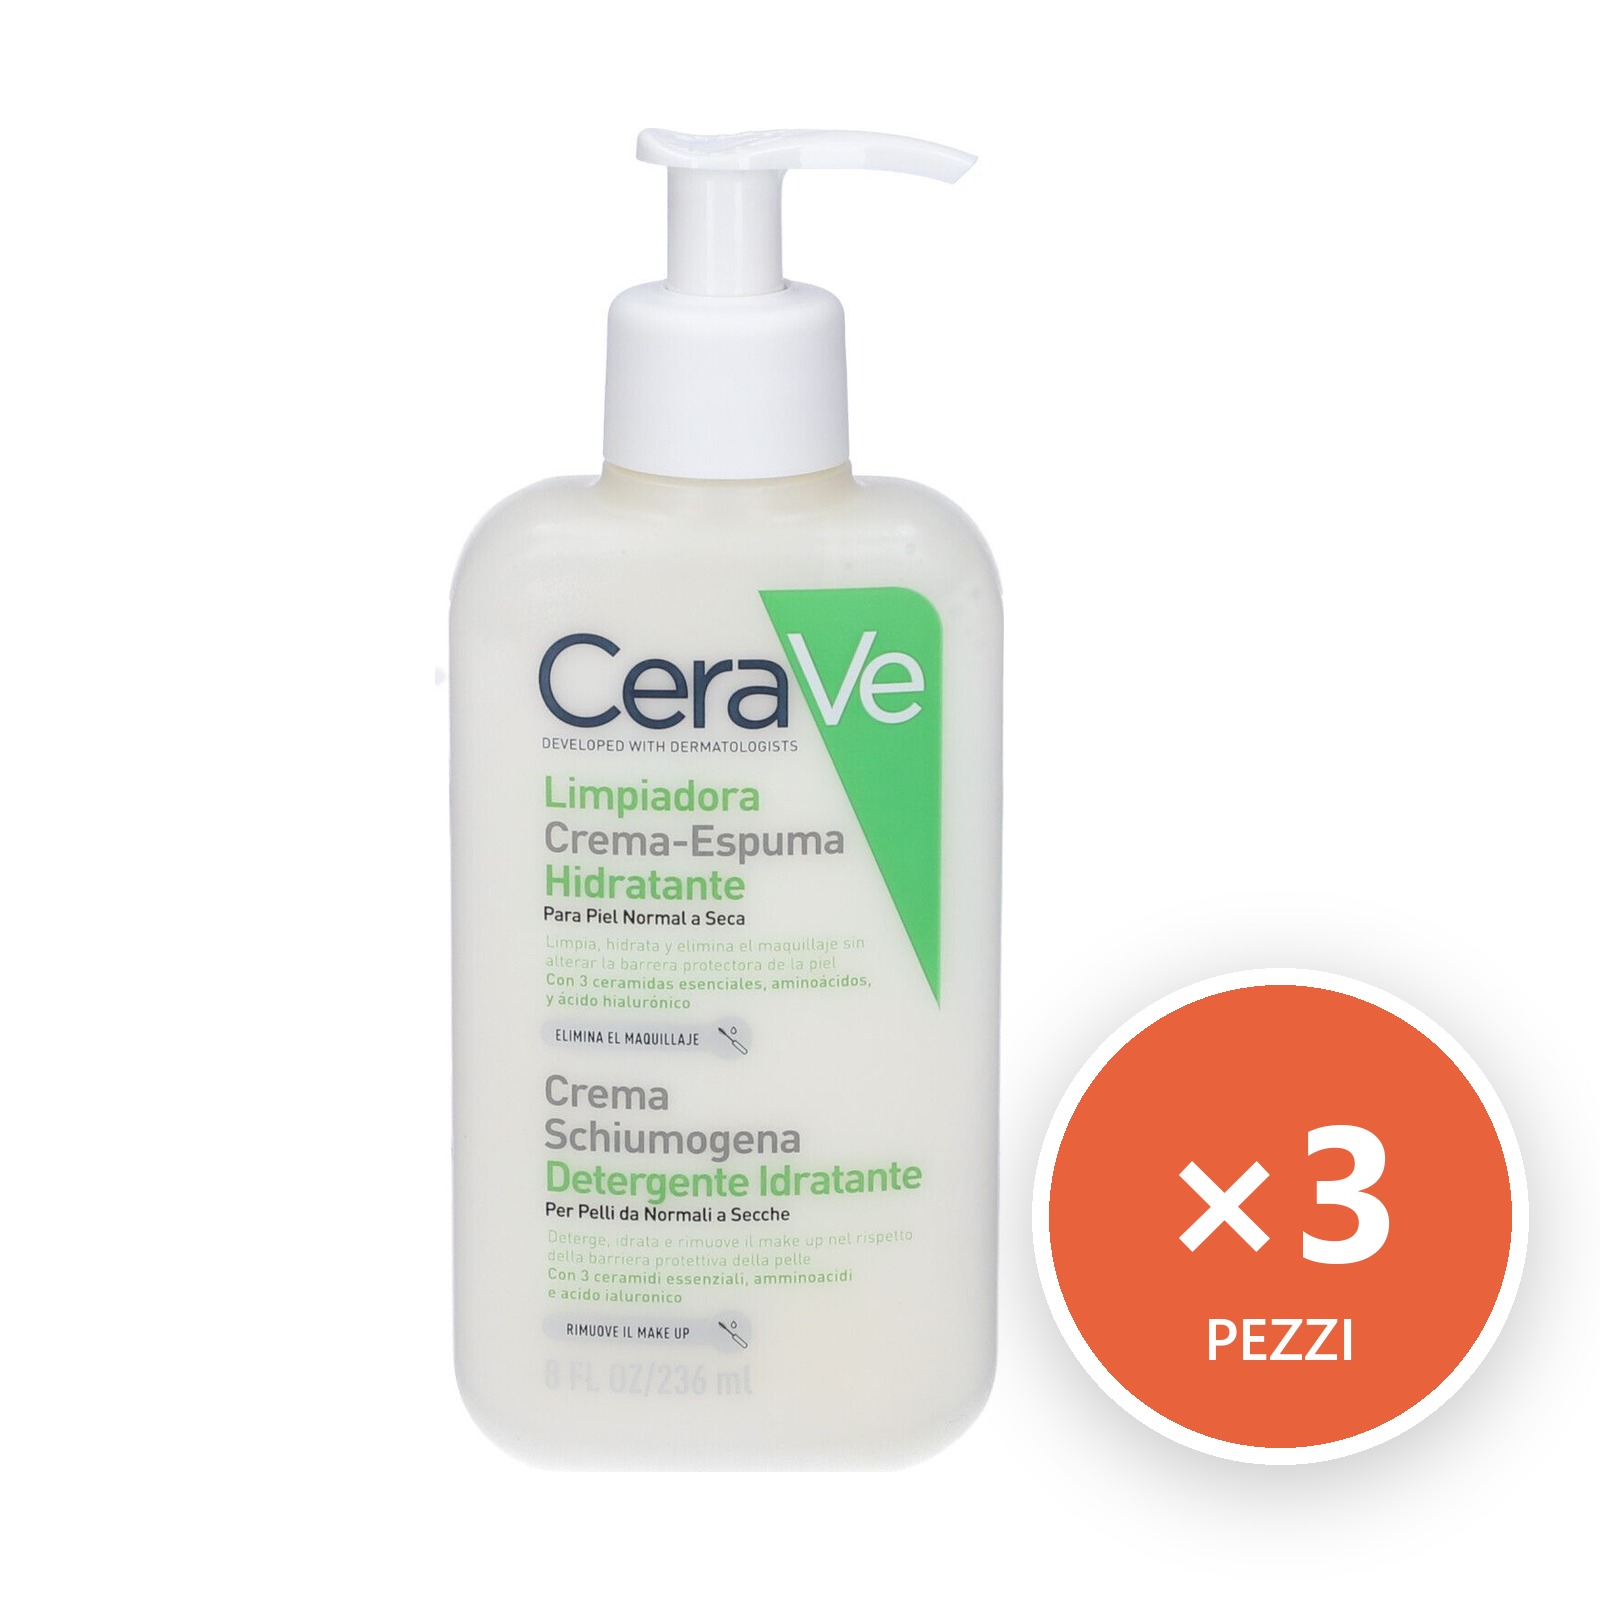 CeraVe
DEVELOPED WITH DERMATOLOGISTS
Limpiadora
Crema-Espuma
Hidratante
Para Piel Normal a Seca
Limpia, hidrata y elimina el maquillaje sin
alterar la barrera protectora de la piel
Con 3 ceramidas esenciales, aminoácidos,
y ácido hialurónico
ELIMINA EL MAQUILLAJE
Crema
Schiumogena
Detergente Idratante
Per Pelli da Normali a Secche
Deterge, idrata e rimuove il make up nel rispetto
della barriera protettiva della pelle
Con 3 ceramidi essenziali, amminoacidi
e acido ialuronico
RIMUOVE IL MAKE UP
8 FL OZ/236 ml
×3
PEZZI